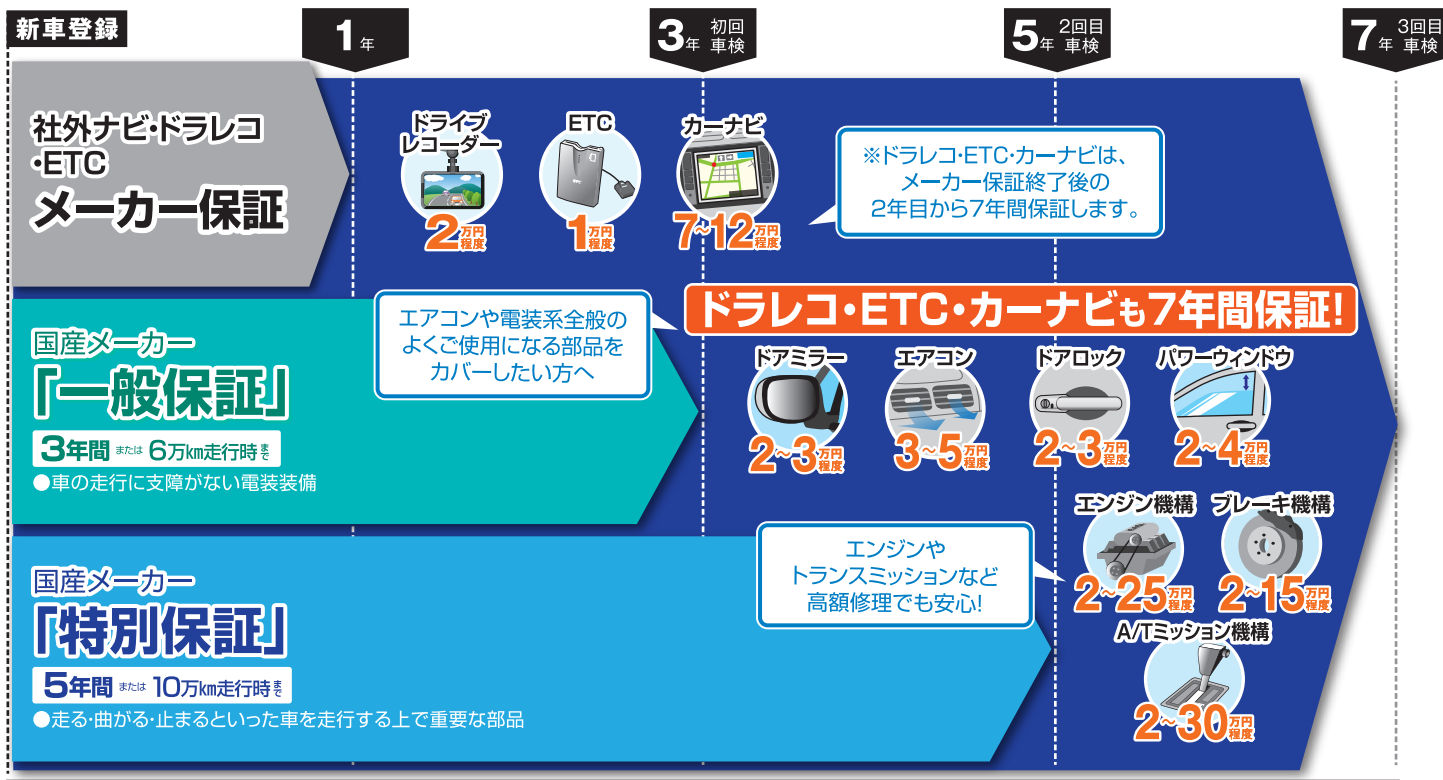 新車登録
1年
3年 初回車検
5年 2回目車検
7年 3回目車検
社外ナビ・ドラレコ
・ETC
メーカー保証
ドライブ
レコーダー
2万円程度
ETC
1万円程度
カーナビ
7~12万円程度
※ドラレコ・ETC・カーナビは、
メーカー保証終了後の
2年目から7年間保証します。
ドラレコ・ETC・カーナビも7年間保証!
国産メーカー
「一般保証」
3年間 または 6万km走行時まで
●車の走行に支障がない電装装備
エアコンや電装系全般の
よくご使用になる部品を
カバーしたい方へ
ドアミラー
2~3万円程度
エアコン
3~5万円程度
ドアロック
2~3万円程度
パワーウィンドウ
2~4万円程度
国産メーカー
「特別保証」
5年間 または 10万km走行時まで
●走る・曲がる・止まるといった車を走行する上で重要な部品
エンジンや
トランスミッションなど
高額修理でも安心!
エンジン機構
2~25万円程度
ブレーキ機構
2~15万円程度
A/Tミッション機構
2~30万円程度